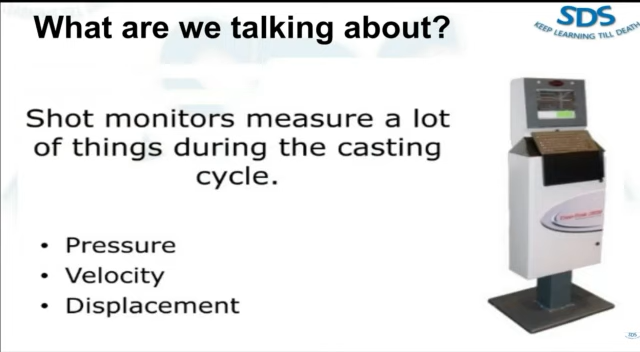 What are we talking about?
SDS
KEEP LEARNING TILL DEATH
Shot monitors measure a lot
of things during the casting
cycle.
• Pressure
• Velocity
• Displacement
SDS